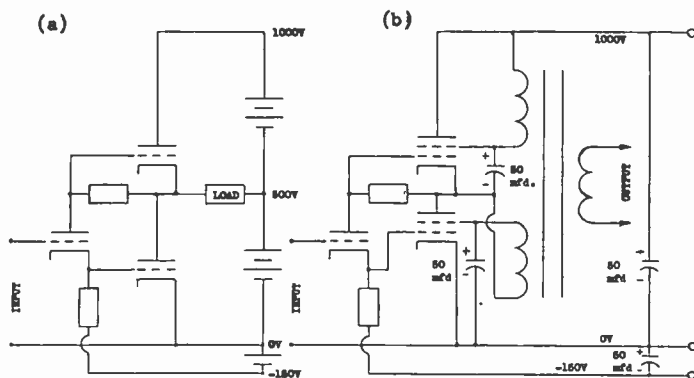 (a)
1000V
LOAD
500V
INPUT
0V
-150V
(b)
1000V
+
50
mfd.
-
OUTPUT
+
50
mfd
-
+
50
mfd
-
INPUT
0V
-150V
+
50
mfd
-